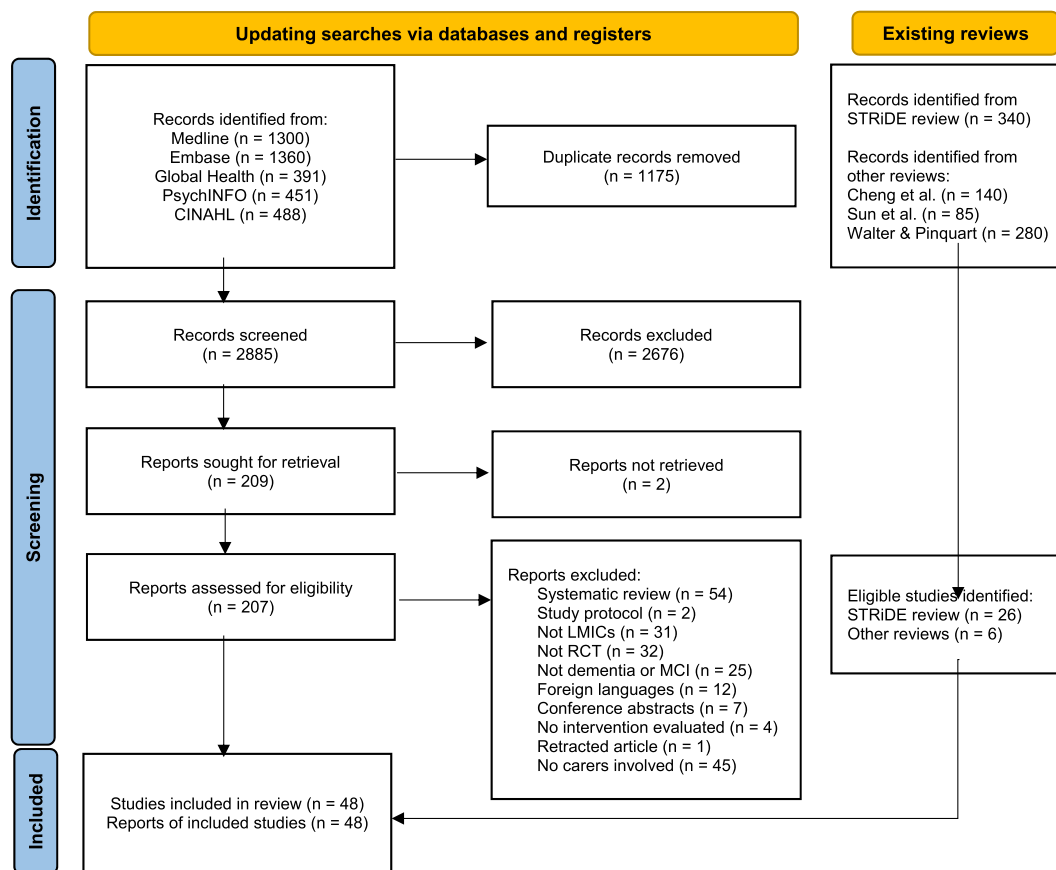 Updating searches via databases and registers
Existing reviews
Identification
Records identified from:
Medline (n = 1300)
Embase (n = 1360)
Global Health (n = 391)
PsychINFO (n = 451)
CINAHL (n = 488)
Duplicate records removed
(n = 1175)
Records identified from
STRiDE review (n = 340)
Records identified from
other reviews:
Cheng et al. (n = 140)
Sun et al. (n = 85)
Walter & Pinquart (n = 280)
Screening
Records screened
(n = 2885)
Records excluded
(n = 2676)
Reports sought for retrieval
(n = 209)
Reports not retrieved
(n = 2)
Reports assessed for eligibility
(n = 207)
Reports excluded:
Systematic review (n = 54)
Study protocol (n = 2)
Not LMICs (n = 31)
Not RCT (n = 32)
Not dementia or MCI (n = 25)
Foreign languages (n = 12)
Conference abstracts (n = 7)
No intervention evaluated (n = 4)
Retracted article (n = 1)
No carers involved (n = 45)
Eligible studies identified:
STRiDE review (n = 26)
Other reviews (n = 6)
Included
Studies included in review (n = 48)
Reports of included studies (n = 48)